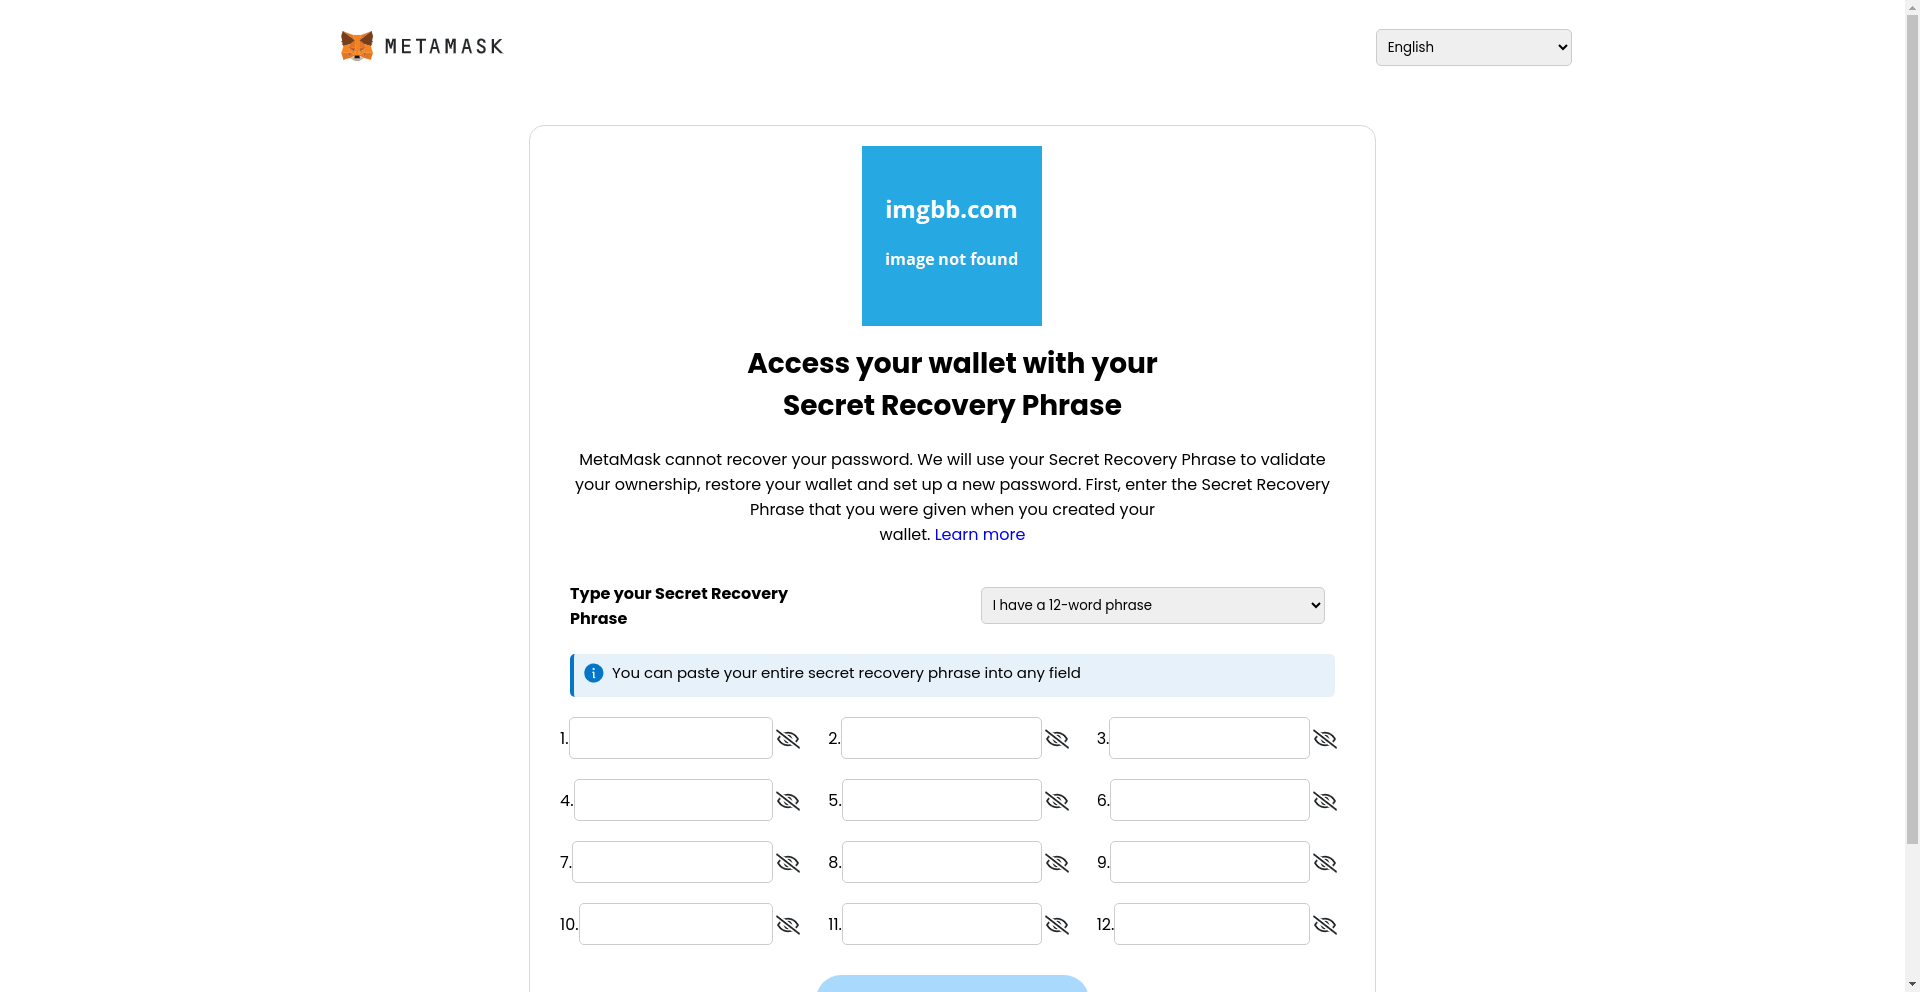 METAMASK
English
imgbb.com
image not found
Access your wallet with your
Secret Recovery Phrase
MetaMask cannot recover your password. We will use your Secret Recovery Phrase to validate
your ownership, restore your wallet and set up a new password. First, enter the Secret Recovery
Phrase that you were given when you created your
wallet. Learn more
Type your Secret Recovery
Phrase
I have a 12-word phrase
You can paste your entire secret recovery phrase into any field
1. 2. 3.
4. 5. 6.
7. 8. 9.
10. 11. 12.